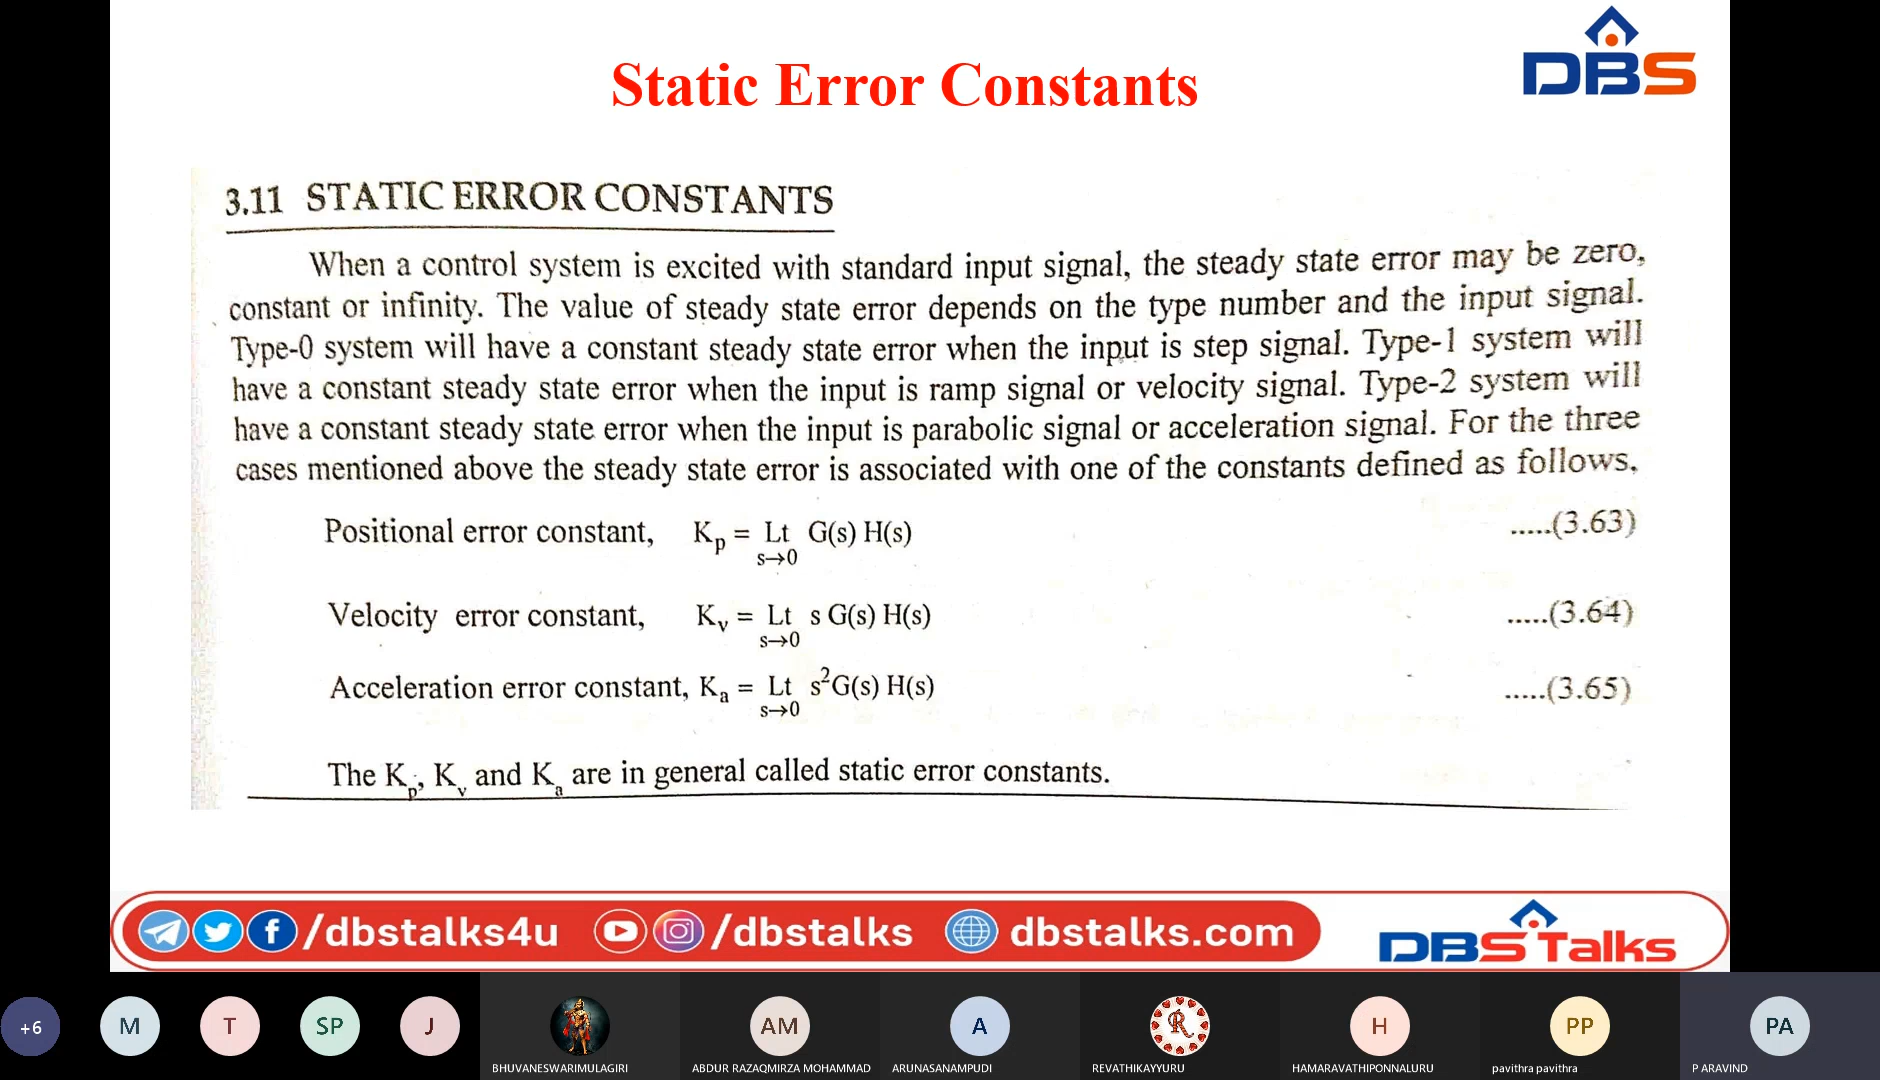 Static Error Constants
DBS
3.11 STATIC ERROR CONSTANTS
When a control system is excited with standard input signal, the steady state error may be zero,
constant or infinity. The value of steady state error depends on the type number and the input signal.
Type-0 system will have a constant steady state error when the input is step signal. Type-1 system will
have a constant steady state error when the input is ramp signal or velocity signal. Type-2 system will
have a constant steady state error when the input is parabolic signal or acceleration signal. For the three
cases mentioned above the steady state error is associated with one of the constants defined as follows,
Positional error constant, Kp = Lt s→0 G(s) H(s) .....(3.63)
Velocity error constant, Kv = Lt s→0 s G(s) H(s) .....(3.64)
Acceleration error constant, Ka = Lt s→0 s²G(s) H(s) .....(3.65)
The Kp, Kv and Ka are in general called static error constants.
/dbstalks4u /dbstalks dbstalks.com DBS Talks
+6 M T SP J AM A R H PP PA
BHUVANESWARIMULAGIRI ABDUR RAZAQMIRZA MOHAMMAD ARUNASANAMPUDI REVATHIKAYYURU HAMARAVATHIPONNALURU pavithra pavithra P ARAVIND